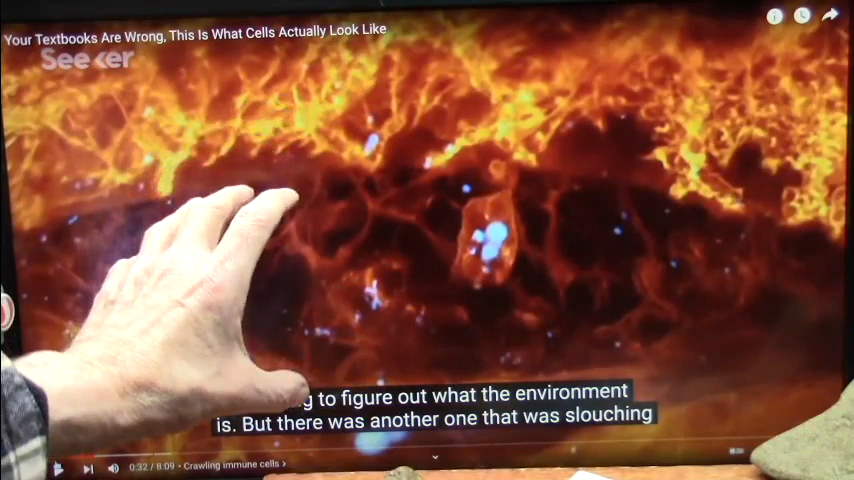 Your Textbooks Are Wrong, This Is What Cells Actually Look Like
Seeker
to figure out what the environment
is. But there was another one that was slouching
0:32 / 8:09 • Crawling immune cells >